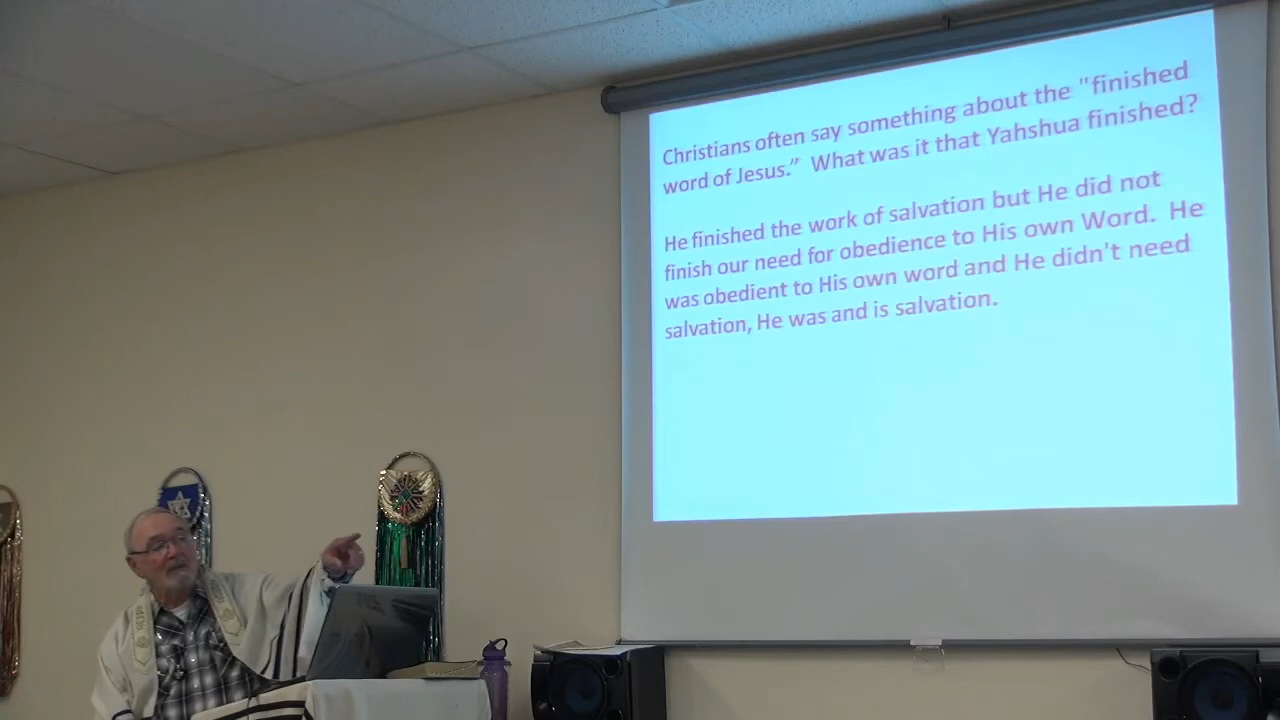 Christians often say something about the "finished
word of Jesus.” What was it that Yahshua finished?
He finished the work of salvation but He did not
finish our need for obedience to His own Word. He
was obedient to His own word and He didn't need
salvation, He was and is salvation.